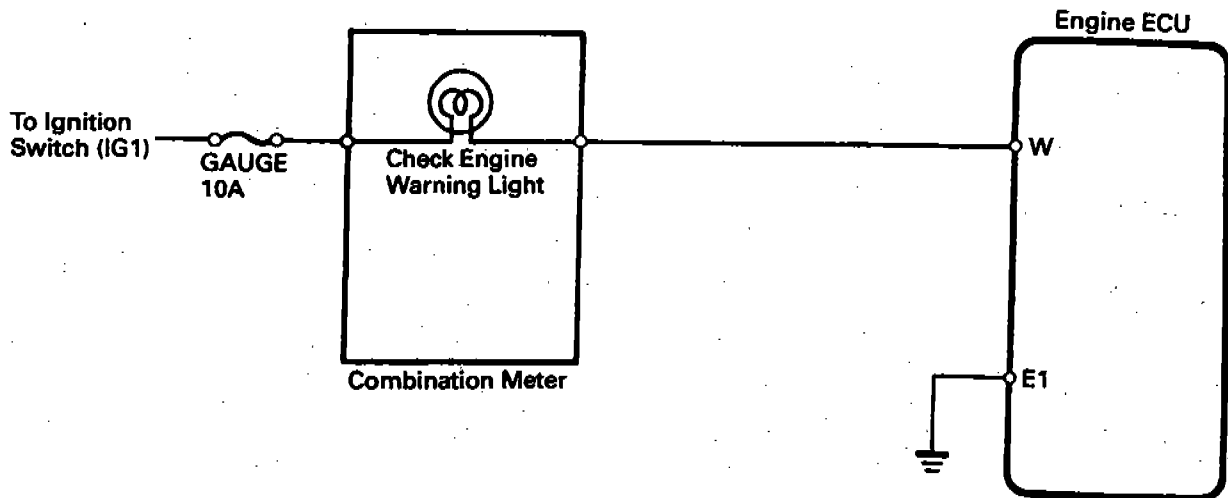 Engine ECU
To Ignition
Switch (IG1)
GAUGE
10A
Check Engine
Warning Light
W
Combination Meter
E1